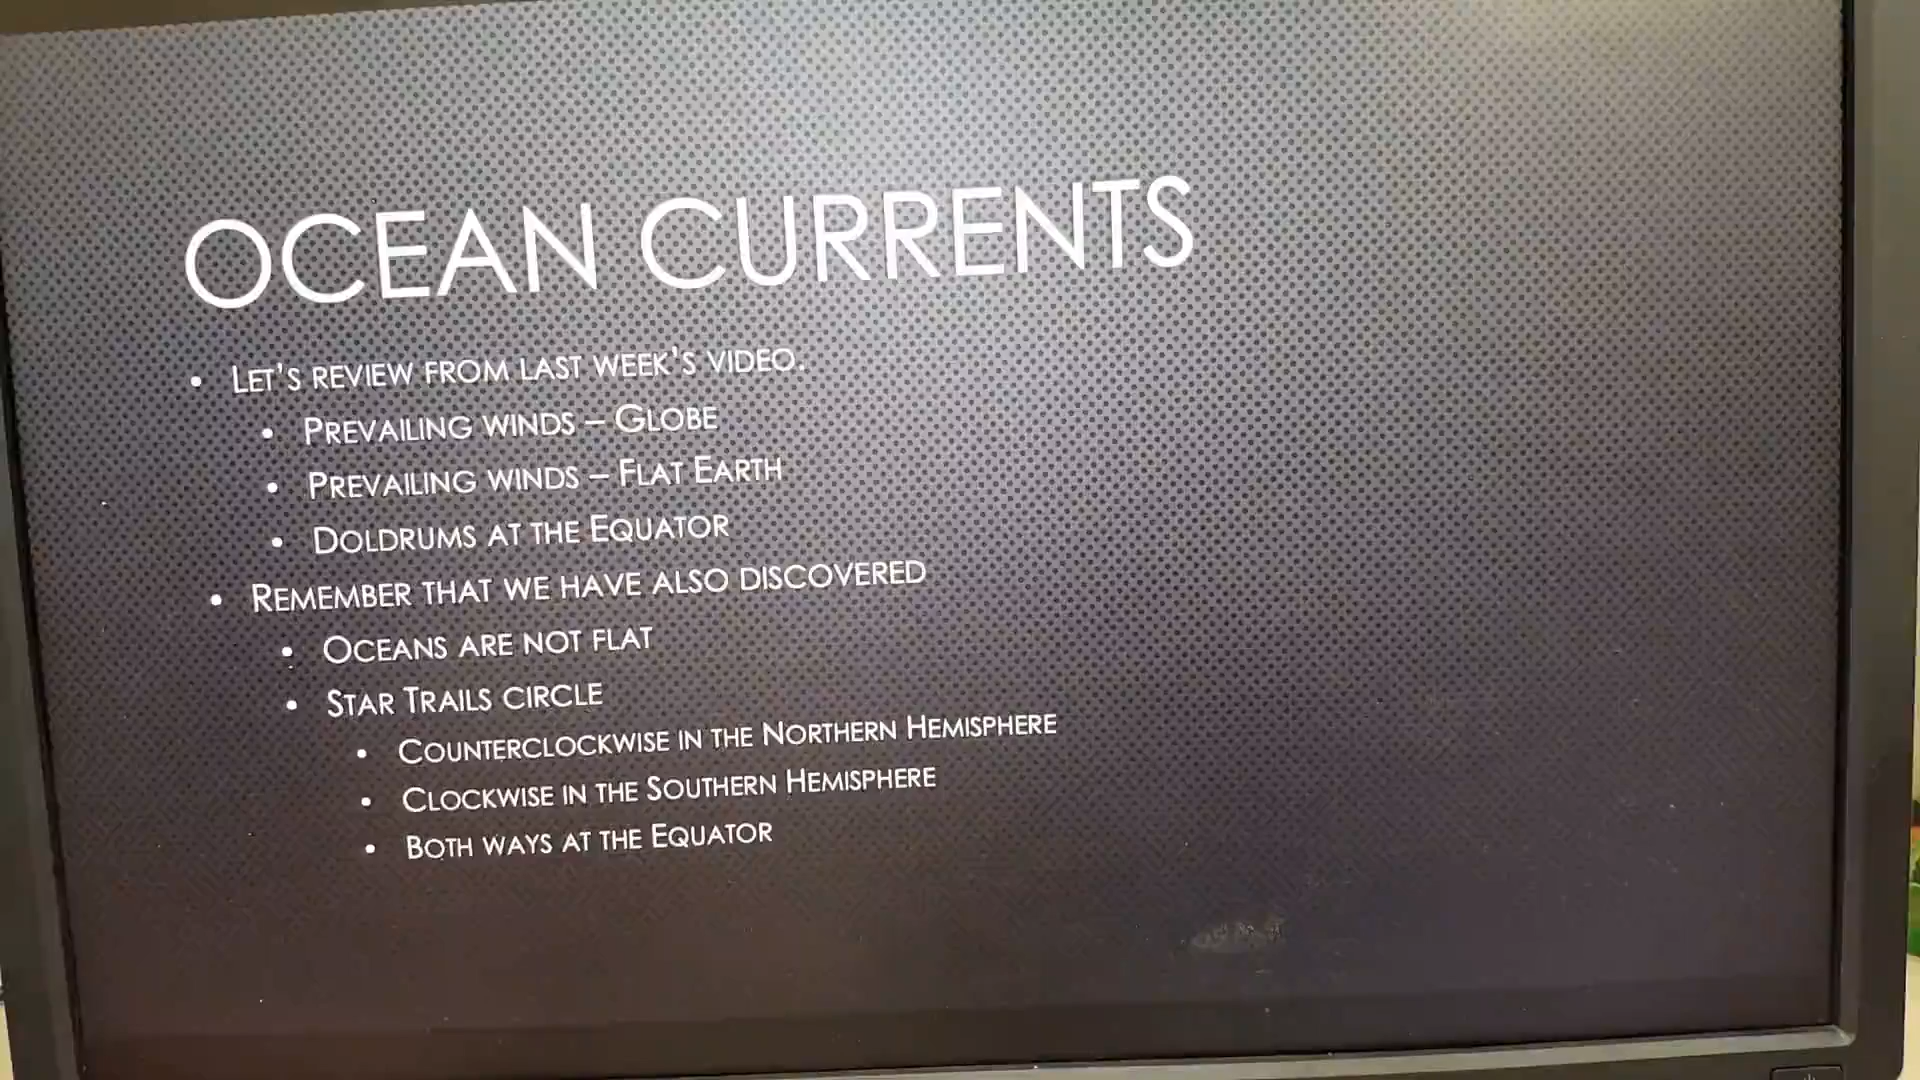 OCEAN CURRENTS
• LET'S REVIEW FROM LAST WEEK'S VIDEO.
• PREVAILING WINDS – GLOBE
• PREVAILING WINDS – FLAT EARTH
• DOLDRUMS AT THE EQUATOR
• REMEMBER THAT WE HAVE ALSO DISCOVERED
• OCEANS ARE NOT FLAT
• STAR TRAILS CIRCLE
• COUNTERCLOCKWISE IN THE NORTHERN HEMISPHERE
• CLOCKWISE IN THE SOUTHERN HEMISPHERE
• BOTH WAYS AT THE EQUATOR